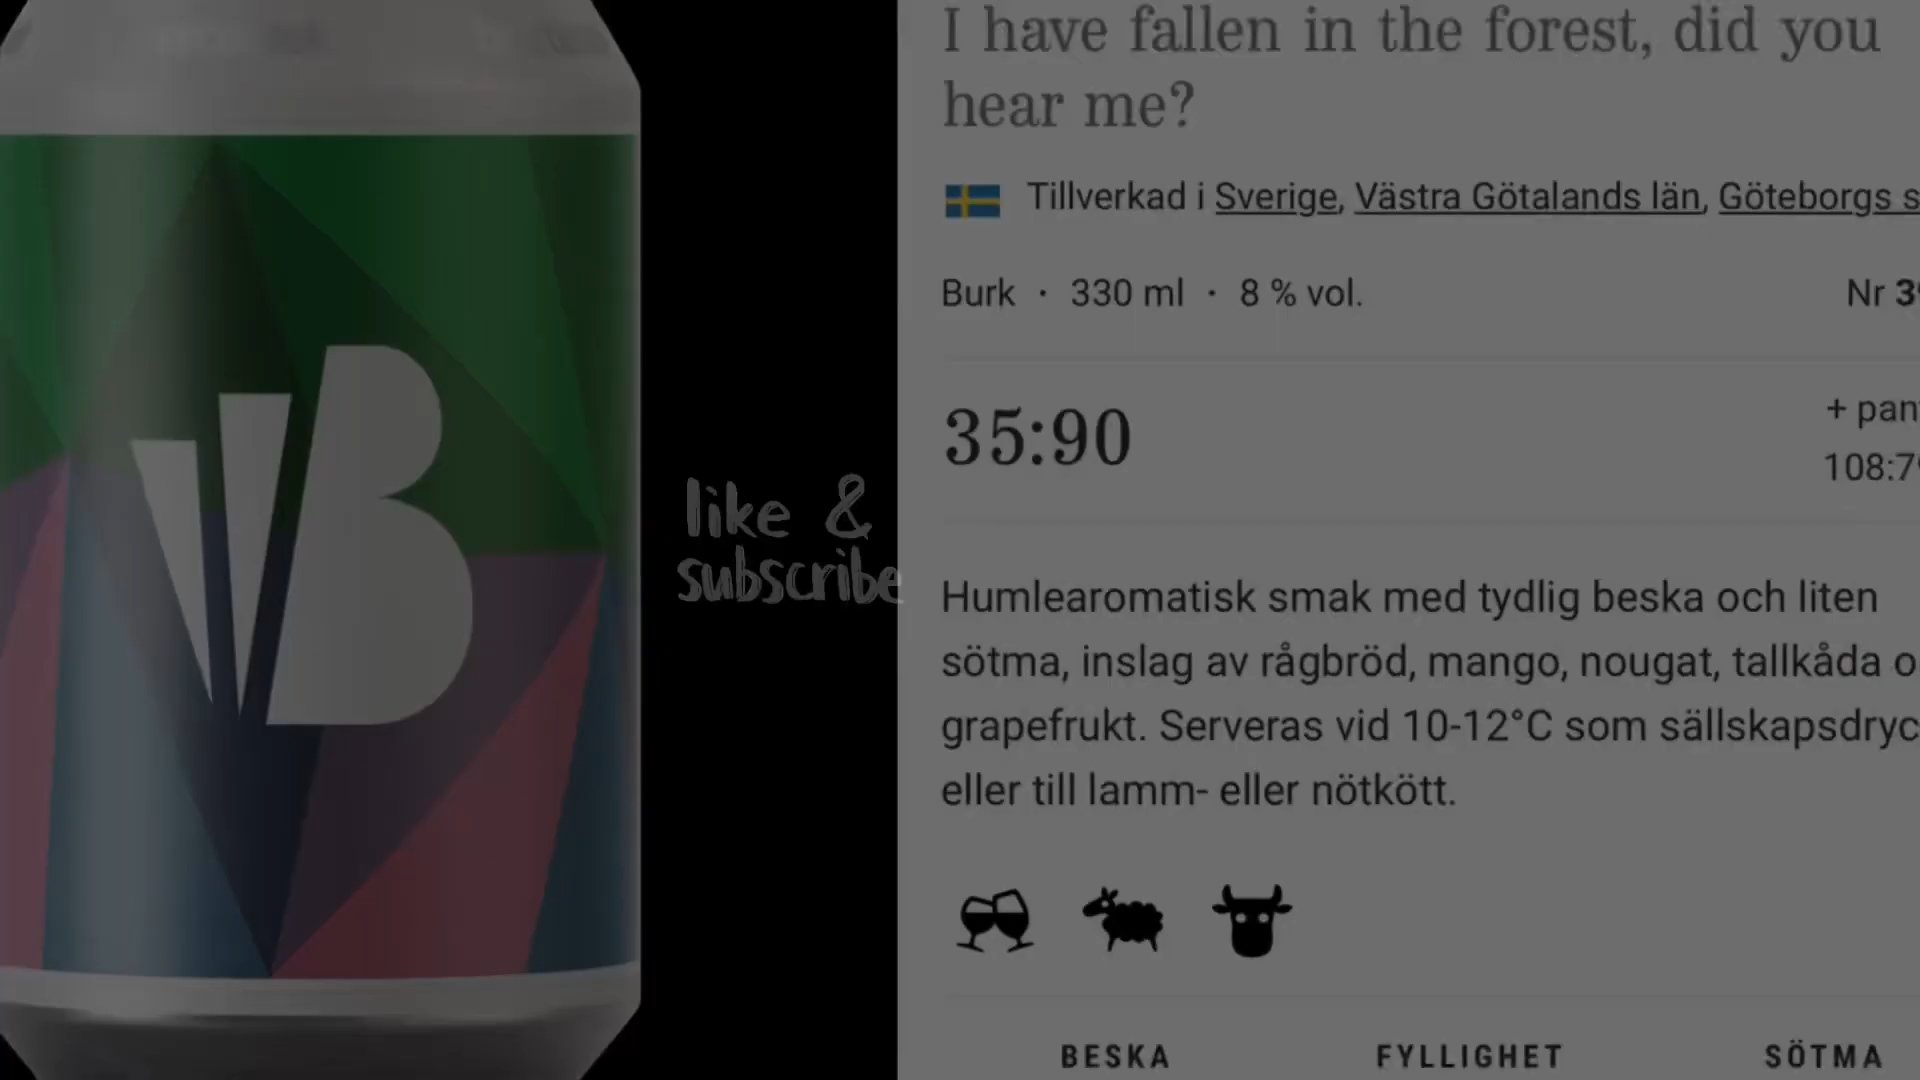 I have fallen in the forest, did you
hear me?
Tillverkad i Sverige, Västra Götalands län, Göteborgs
Burk · 330 ml · 8 % vol.
Nr
35:90
+
like &
subscribe
Humlearomatisk smak med tydlig beska och liten
sötma, inslag av rågbröd, mango, nougat, tallkåda
grapefrukt. Serveras vid 10-12°C som
eller till lamm- eller nötkött.
BESKA FYLLIGHET SÖTMA